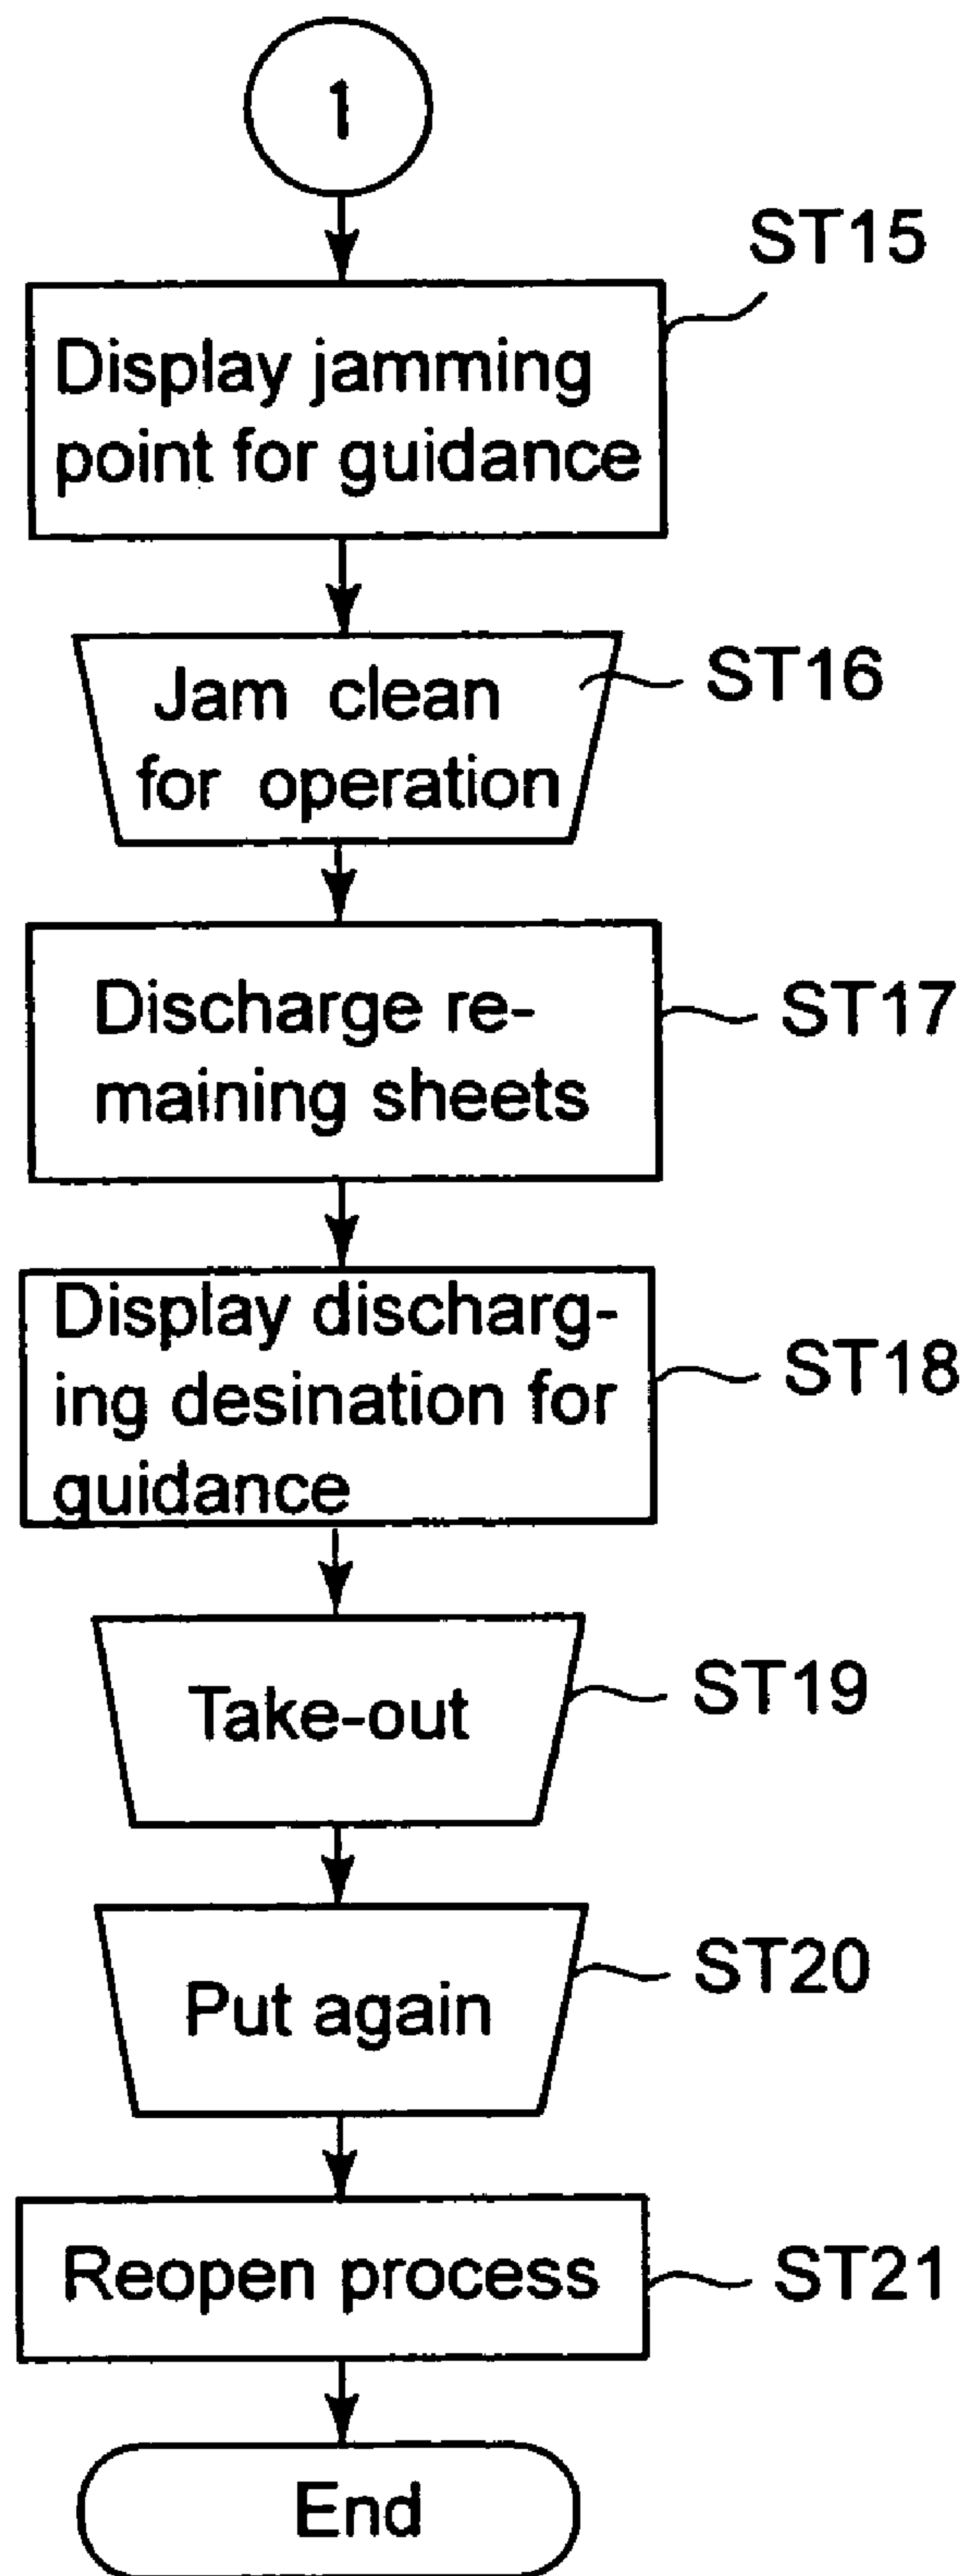 1
ST15
Display jamming
point for guidance
ST16
Jam clean
for operation
ST17
Discharge re-
maining sheets
ST18
Display discharg-
ing desination for
guidance
ST19
Take-out
ST20
Put again
ST21
Reopen process
End